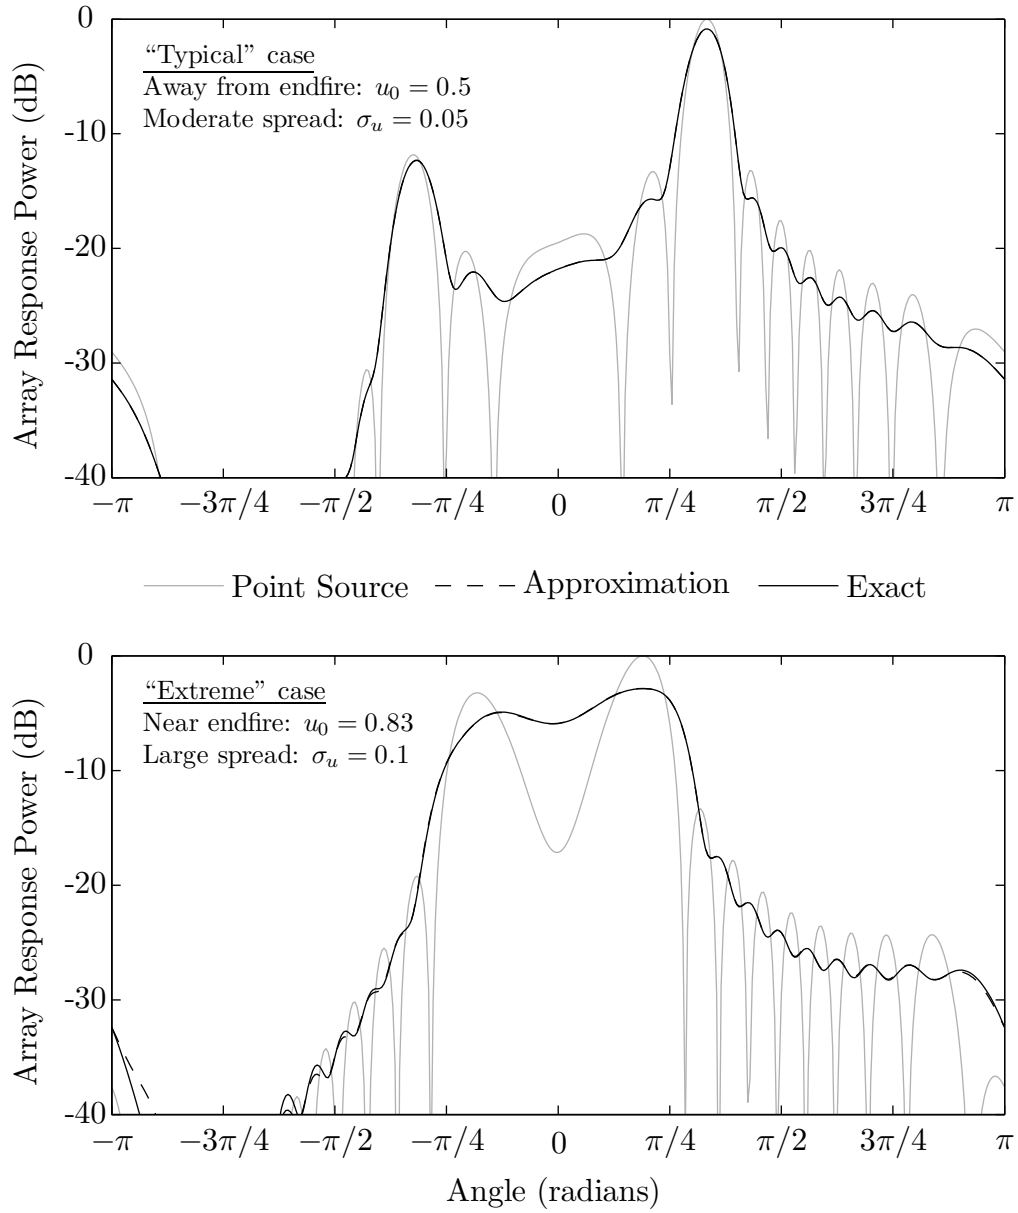 0
-10
-20
-30
-40
Array Response Power (dB)
“Typical” case
Away from endfire: u₀ = 0.5
Moderate spread: σᵤ = 0.05
−π
−3π/4
−π/2
−π/4
0
π/4
π/2
3π/4
π
Point Source
Approximation
Exact
0
-10
-20
-30
-40
Array Response Power (dB)
“Extreme” case
Near endfire: u₀ = 0.83
Large spread: σᵤ = 0.1
−π
−3π/4
−π/2
−π/4
0
π/4
π/2
3π/4
π
Angle (radians)